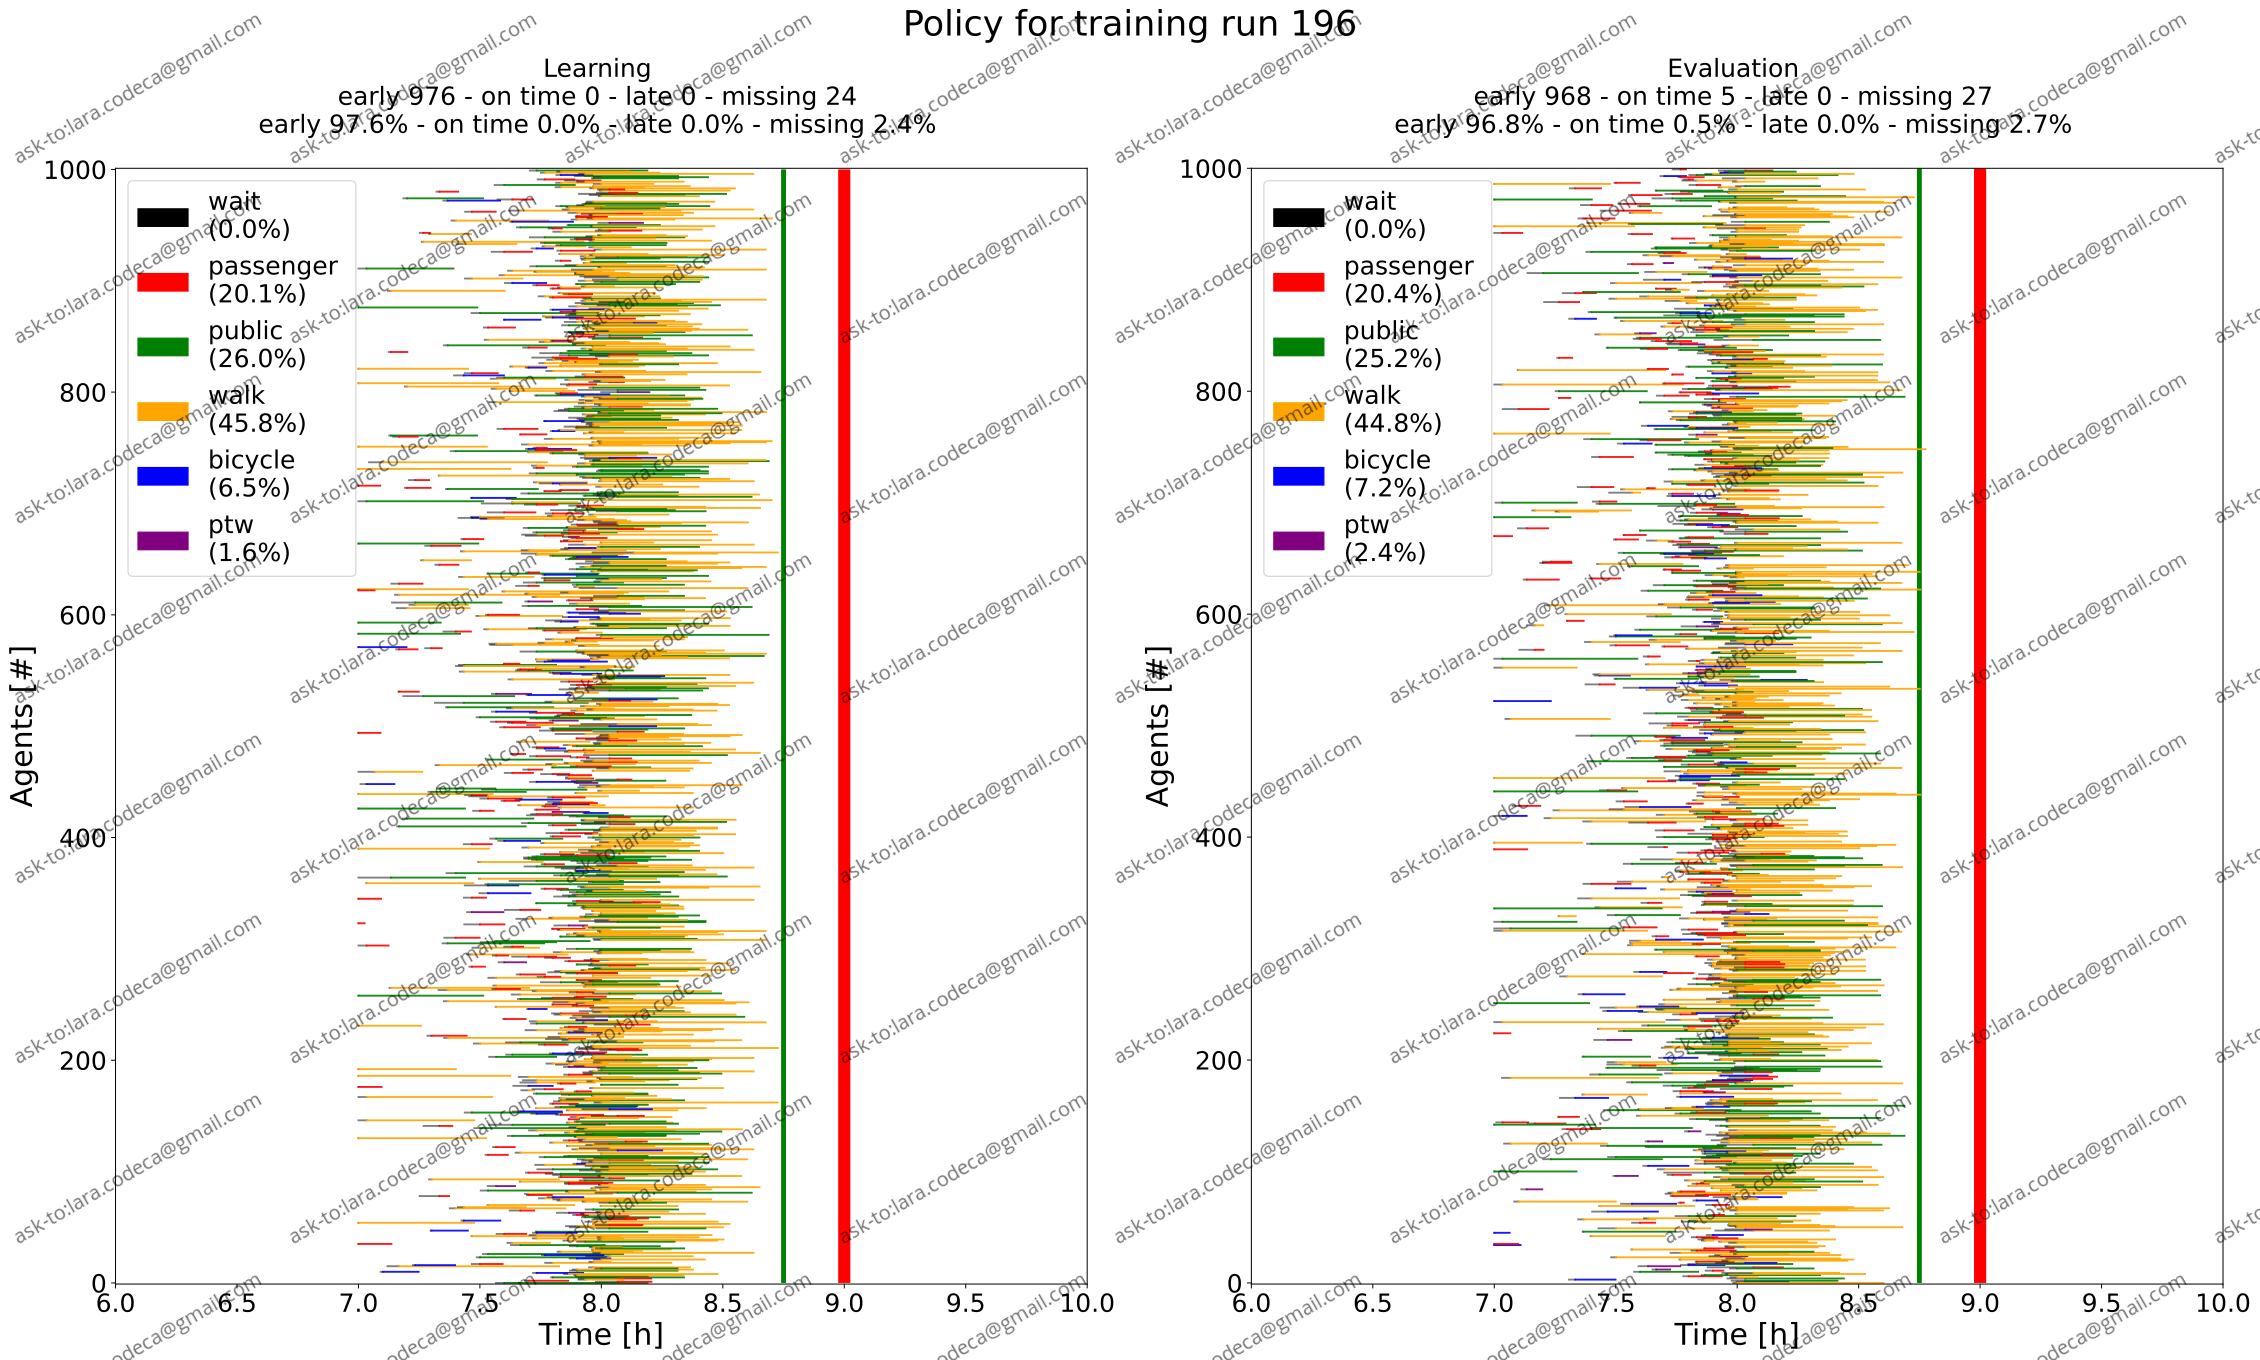 Policy for training run 196
Learning
early 976 - on time 0 - late 0 - missing 24
early 97.6% - on time 0.0% - late 0.0% - missing 2.4%
1000
800
600
400
200
0
Agents [#]
wait
(0.0%)
passenger
(20.1%)
public
(26.0%)
walk
(45.8%)
bicycle
(6.5%)
ptw
(1.6%)
6.0 6.5 7.0 7.5 8.0 8.5 9.0 9.5 10.0
Time [h]
Evaluation
early 968 - on time 5 - late 0 - missing 27
early 96.8% - on time 0.5% - late 0.0% - missing 2.7%
1000
800
600
400
200
0
Agents [#]
wait
(0.0%)
passenger
(20.4%)
public
(25.2%)
walk
(44.8%)
bicycle
(7.2%)
ptw
(2.4%)
6.0 6.5 7.0 7.5 8.0 8.5 9.0 9.5 10.0
Time [h]
ask-to:lara.codeca@gmail.com